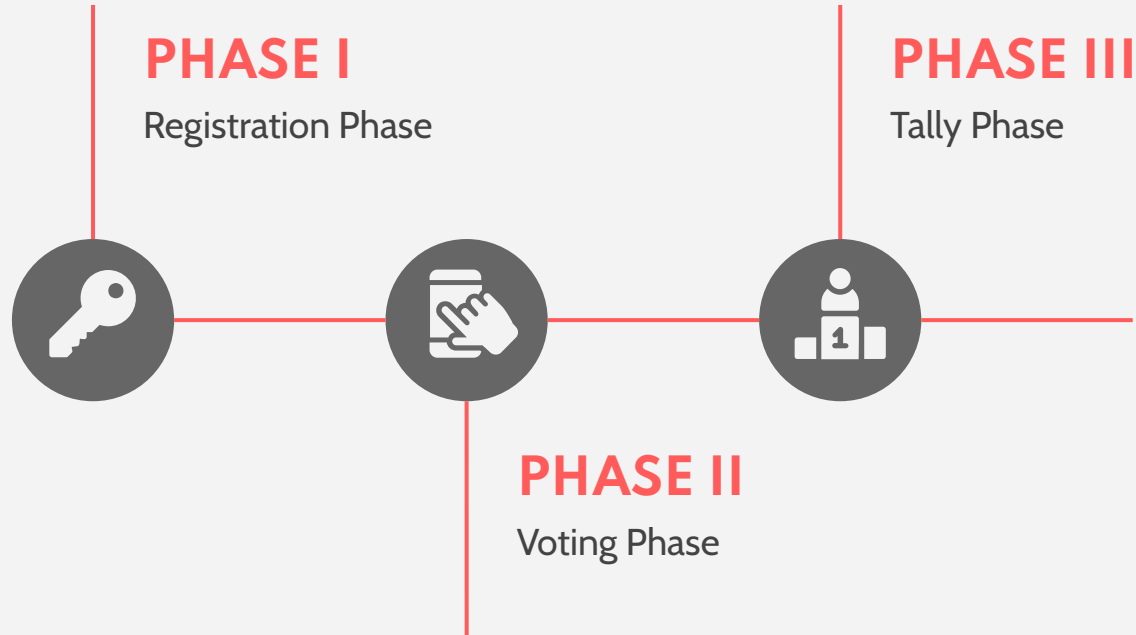 PHASE I
Registration Phase
PHASE III
Tally Phase
1
PHASE II
Voting Phase